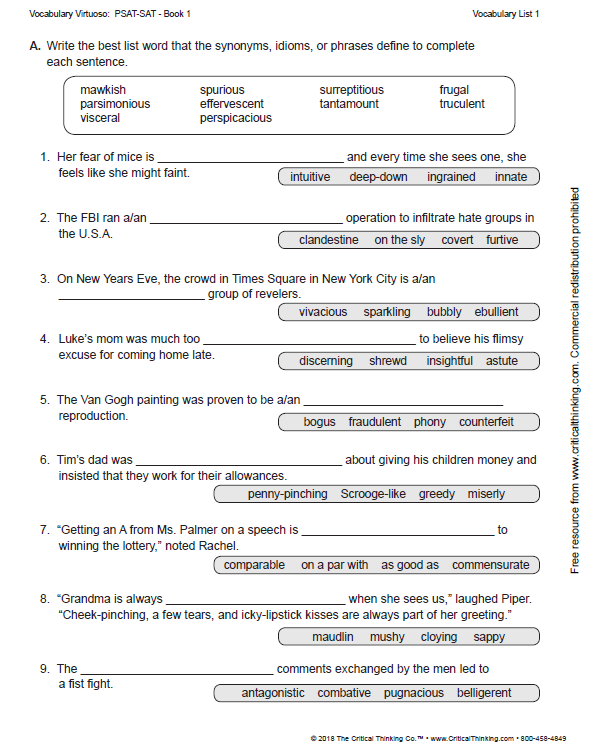 Vocabulary Virtuoso: PSAT-SAT - Book 1 Vocabulary List 1
A. Write the best list word that the synonyms, idioms, or phrases define to complete
each sentence.
mawkish spurious surreptitious frugal
parsimonious effervescent tantamount truculent
visceral perspicacious
1. Her fear of mice is ____________________________ and every time she sees one, she
feels like she might faint.
intuitive deep-down ingrained innate
2. The FBI ran a/an _____________________________ operation to infiltrate hate groups in
the U.S.A.
clandestine on the sly covert furtive
3. On New Years Eve, the crowd in Times Square in New York City is a/an
______________________ group of revelers.
vivacious sparkling bubbly ebullient
4. Luke's mom was much too ________________________________ to believe his flimsy
excuse for coming home late.
discerning shrewd insightful astute
5. The Van Gogh painting was proven to be a/an ______________________________
reproduction.
bogus fraudulent phony counterfeit
6. Tim's dad was _______________________________ about giving his children money and
insisted that they work for their allowances.
penny-pinching Scrooge-like greedy miserly
7. “Getting an A from Ms. Palmer on a speech is _____________________________ to
winning the lottery,” noted Rachel.
comparable on a par with as good as commensurate
8. “Grandma is always ___________________________ when she sees us,” laughed Piper.
“Cheek-pinching, a few tears, and icky-lipstick kisses are always part of her greeting.”
maudlin mushy cloying sappy
9. The _____________________________ comments exchanged by the men led to
a fist fight.
antagonistic combative pugnacious belligerent
Free resource from www.criticalthinking.com. Commercial redistribution prohibited
© 2018 The Critical Thinking Co.™ • www.CriticalThinking.com • 800-458-4849